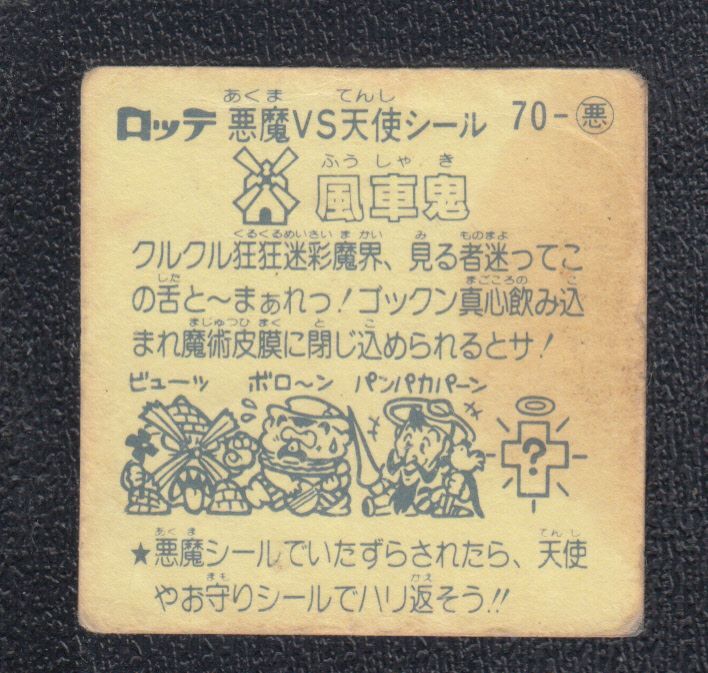 あくま てんし
ロッテ 悪魔VS天使シール 70-悪
ふうしゃき
風車鬼
くるくるめいさいまかい み ものまよ
クルクル狂狂迷彩魔界、見る者迷ってこ
した まごころの こ
の舌と〜まぁれっ!ゴックン真心飲み込
まじゅつひまく と こ
まれ魔術皮膜に閉じ込められるとサ!
ビューッ ボロ〜ン パンパカパーン
?
あくま てんし
★悪魔シールでいたずらされたら、天使
まも かえ
やお守りシールでハリ返そう!!